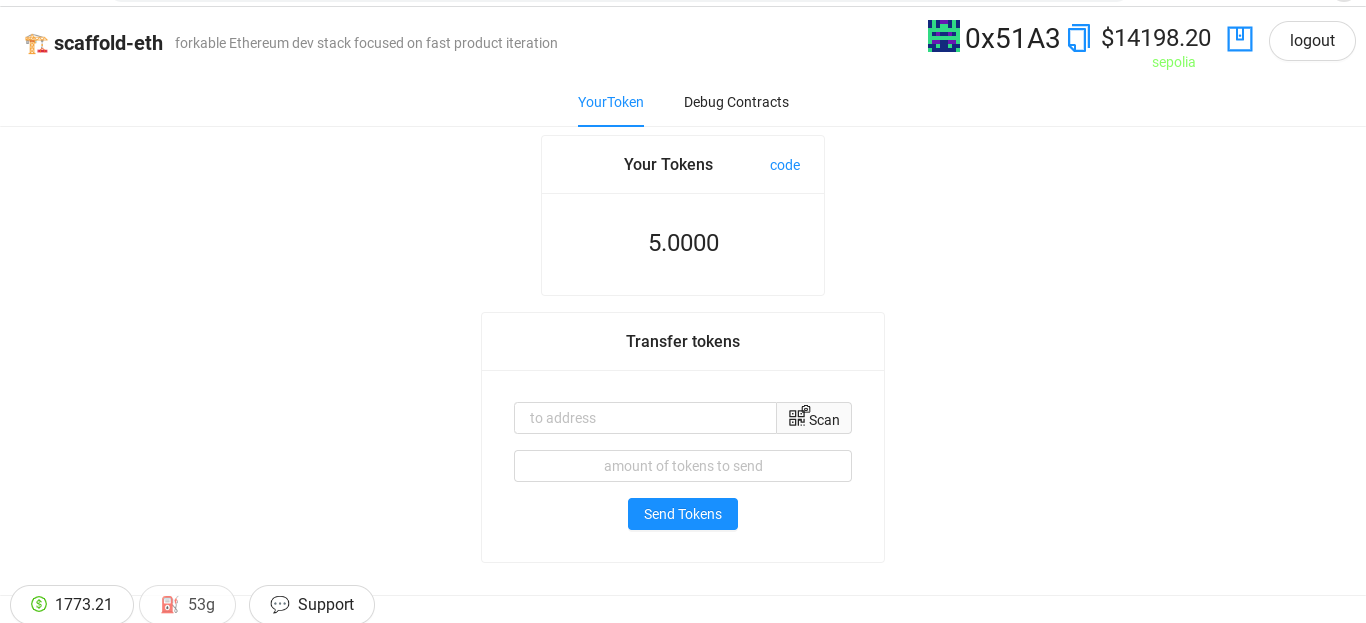 scaffold-eth forkable Ethereum dev stack focused on fast product iteration
0x51A3 $14198.20 logout
sepolia
YourToken Debug Contracts
Your Tokens code
5.0000
Transfer tokens
to address Scan
amount of tokens to send
Send Tokens
1773.21 53g Support